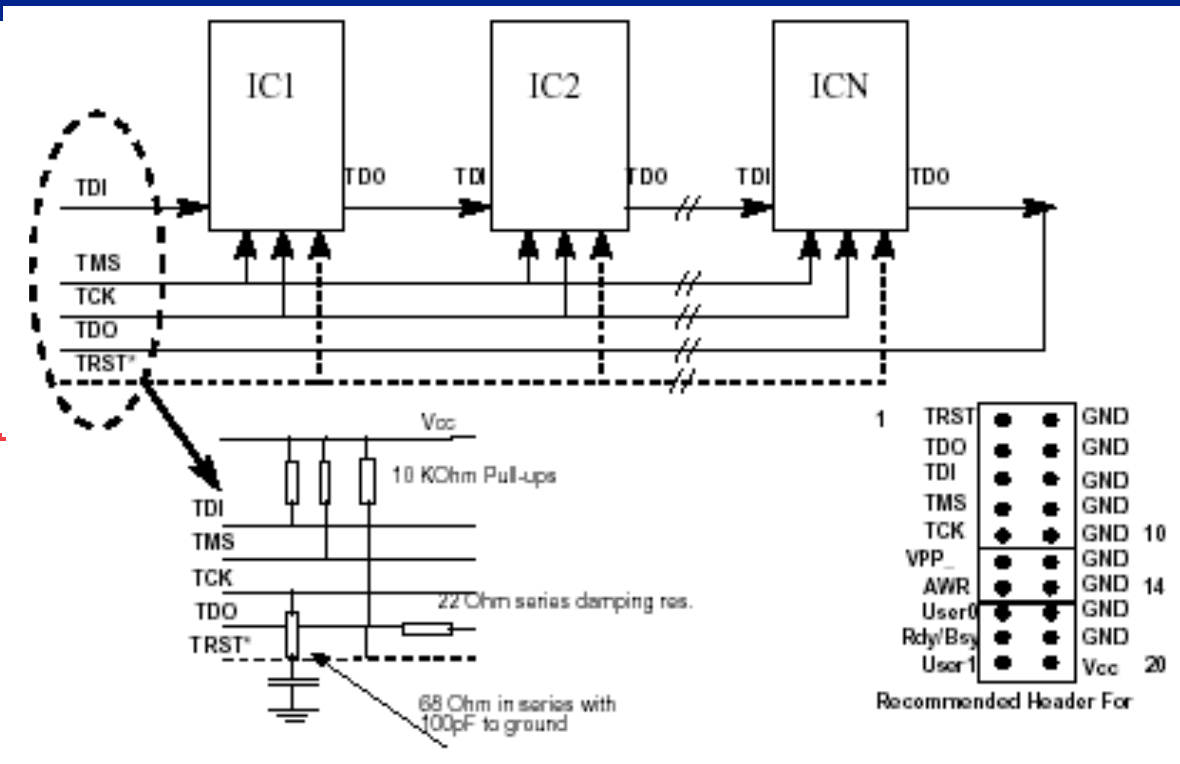 IC1
IC2
ICN
TDI
TDO
TDI
TDO
TDI
TDO
TMS
TCK
TDO
TRST*
Vcc
10 KOhm Pull-ups
TDI
TMS
TCK
22 Ohm series damping res.
TDO
TRST*
68 Ohm in series with
100pF to ground
1 TRST GND
TDO GND
TDI GND
TMS GND
TCK GND 10
VPP_ GND
AWR GND 14
User0 GND
Rdy/Bsy GND
User1 Vcc 20
Recommended Header For